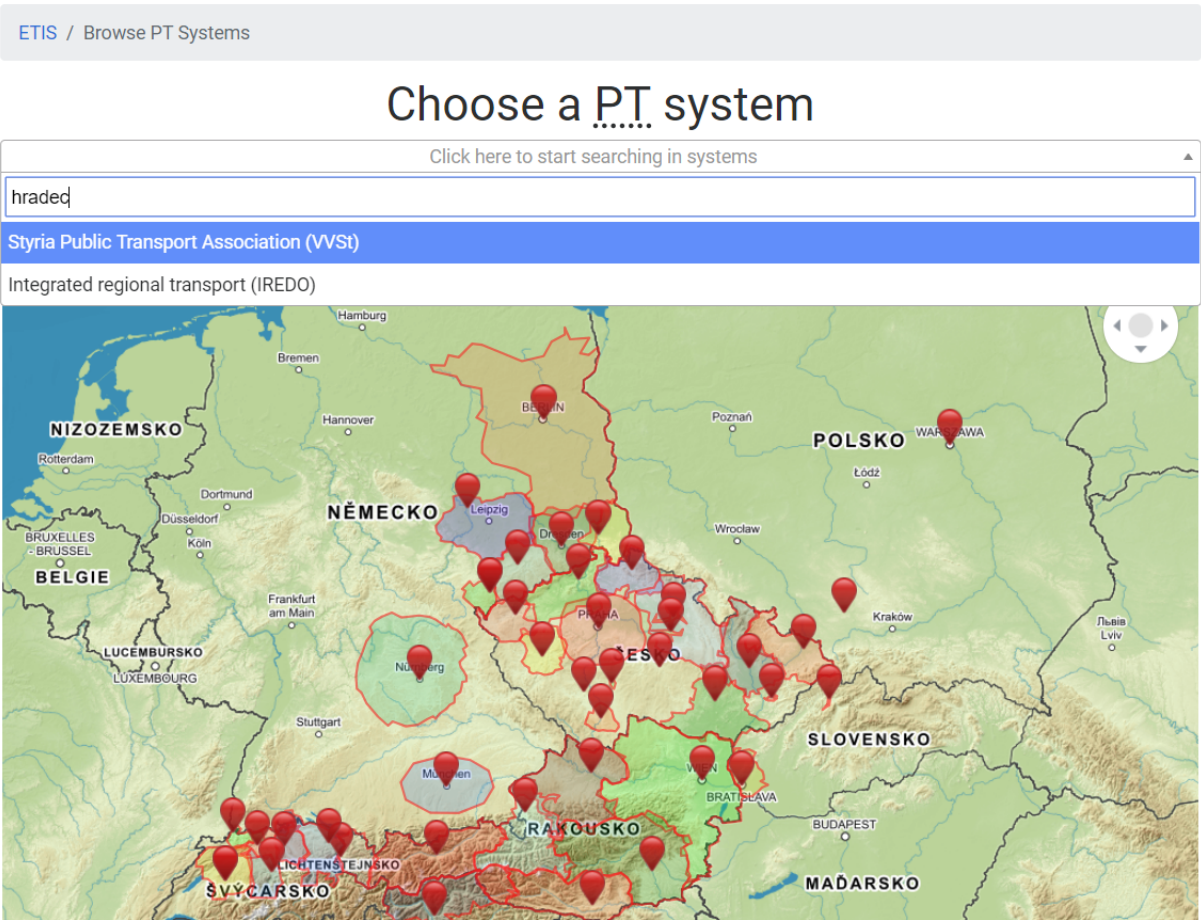 ETIS / Browse PT Systems
Choose a PT system
Click here to start searching in systems
hradec
Styria Public Transport Association (VVSt)
Integrated regional transport (IREDO)
Hamburg
Bremen
Hannover
Poznań
BERLIN
NIZOZEMSKO
POLSKO
WARSZAWA
Rotterdam
Łódź
Dortmund
Leipzig
NĚMECKO
Düsseldorf
Dresden
Wrocław
BRUXELLES
- BRUSSEL
Köln
BELGIE
Frankfurt
am Main
PRAHA
Kraków
Львів
Lviv
LUCEMBURSKO
LUXEMBOURG
Nürnberg
ČESKO
Stuttgart
SLOVENSKO
München
WIEN
BRATISLAVA
RAKOUSKO
BUDAPEST
LICHTENŠTEJNSKO
ŠVÝCARSKO
MAĎARSKO